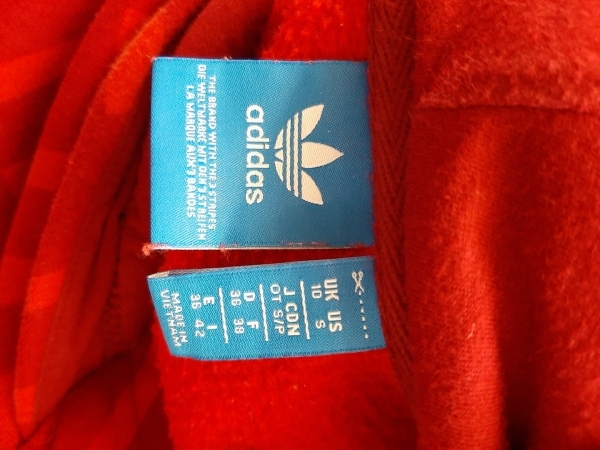 adidas
THE BRAND WITH THE 3 STRIPES
DIE WELTMARKE MIT DEN 3 STREIFEN
LA MARQUE AUX 3 BANDES
UK US
10 S
J CDN
OT S/P
D F
36 38
E I
36 42
MADE IN
VIETNAM